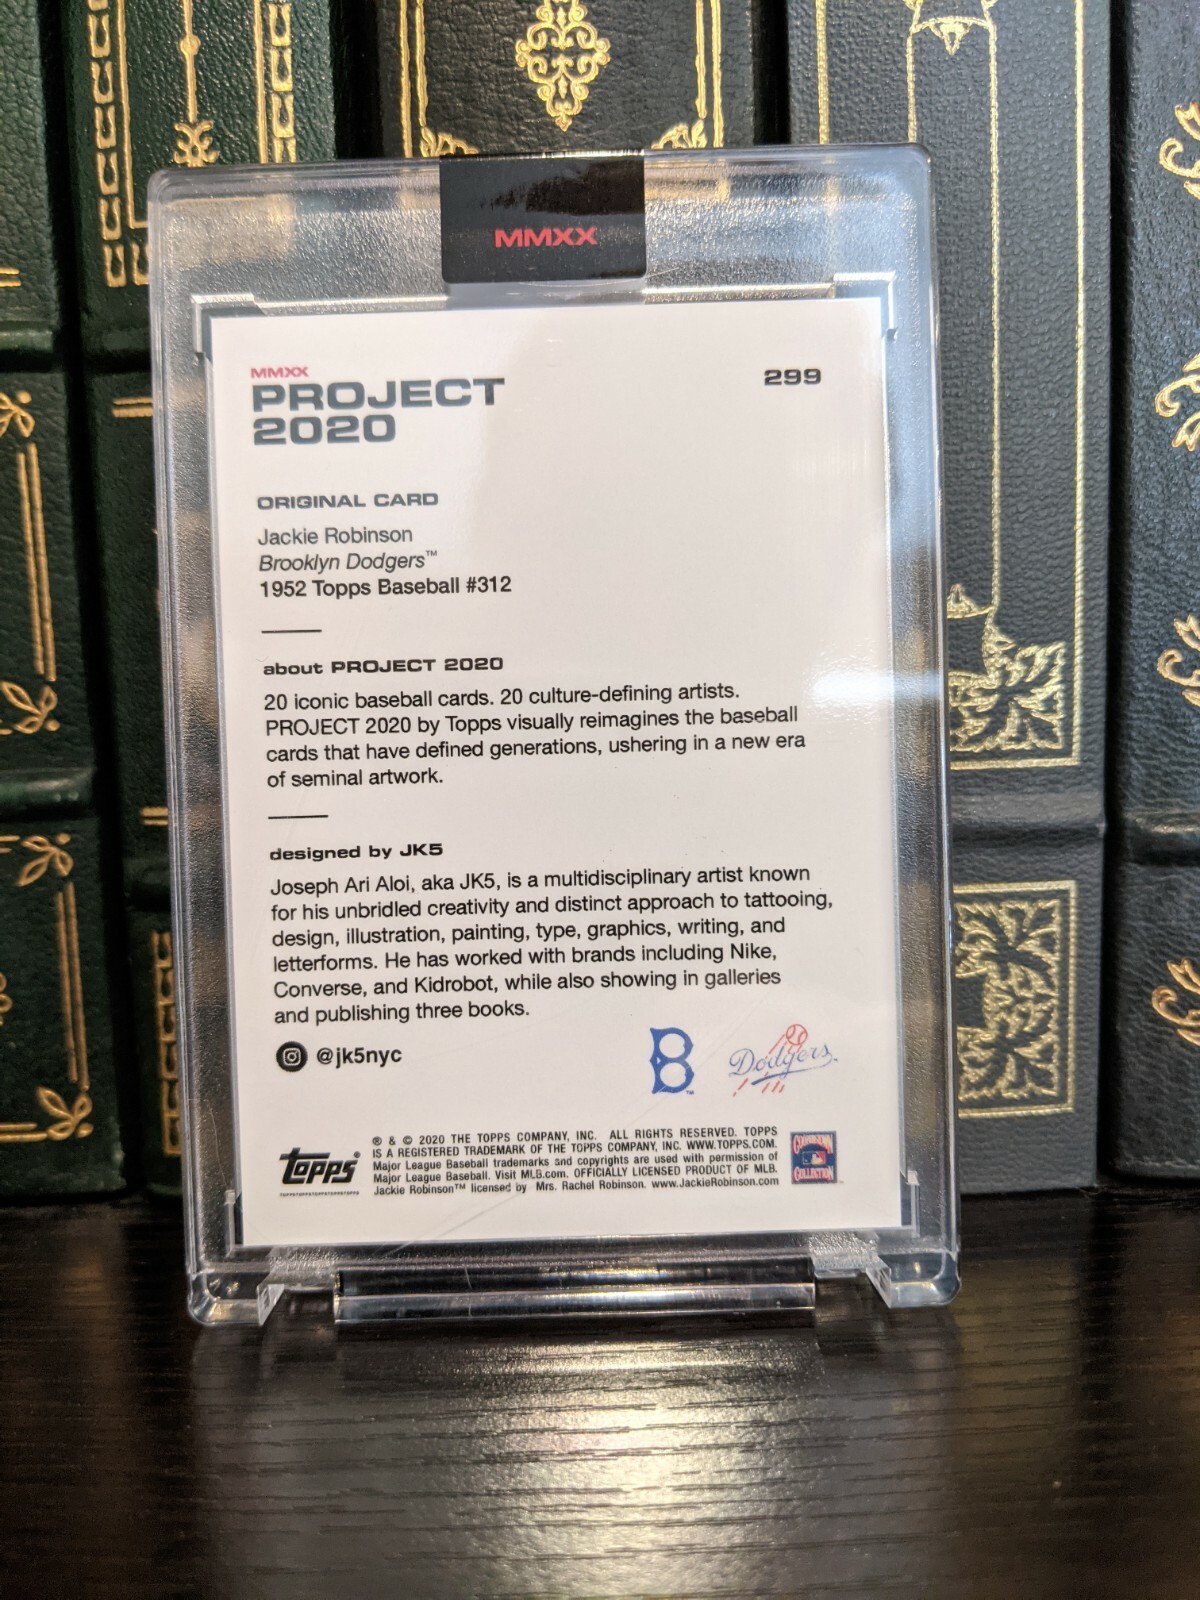 MMXX
MMXX
PROJECT
2020
299
ORIGINAL CARD
Jackie Robinson
Brooklyn Dodgers™
1952 Topps Baseball #312
about PROJECT 2020
20 iconic baseball cards. 20 culture-defining artists.
PROJECT 2020 by Topps visually reimagines the baseball
cards that have defined generations, ushering in a new era
of seminal artwork.
designed by JK5
Joseph Ari Aloi, aka JK5, is a multidisciplinary artist known
for his unbridled creativity and distinct approach to tattooing,
design, illustration, painting, type, graphics, writing, and
letterforms. He has worked with brands including Nike,
Converse, and Kidrobot, while also showing in galleries
and publishing three books.
@jk5nyc
B™
Dodgers
topps®
TOPPSTOPPSTOPPSTOPPSTOPPS
® & © 2020 THE TOPPS COMPANY, INC. ALL RIGHTS RESERVED. TOPPS
IS A REGISTERED TRADEMARK OF THE TOPPS COMPANY, INC. WWW.TOPPS.COM.
Major League Baseball trademarks and copyrights are used with permission of
Major League Baseball. Visit MLB.com. OFFICIALLY LICENSED PRODUCT OF MLB.
Jackie Robinson™ licensed by Mrs. Rachel Robinson. www.JackieRobinson.com
COOPERSTOWN
COLLECTION